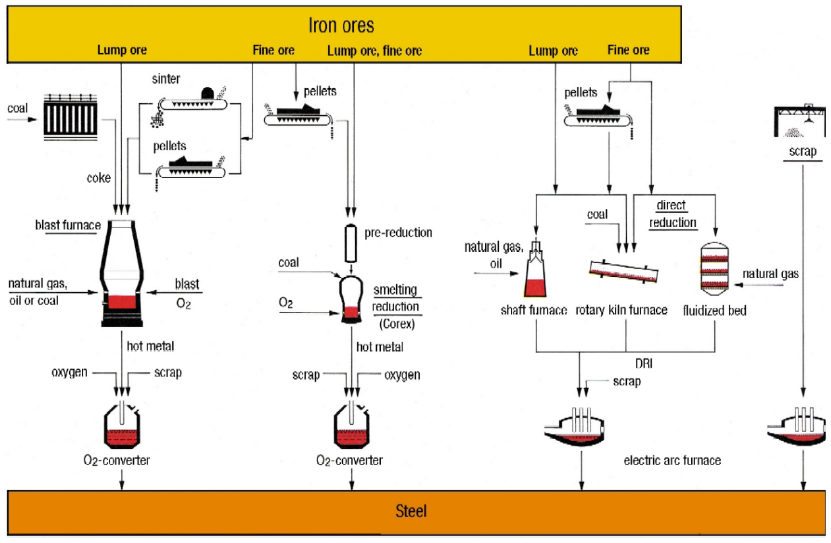 Iron ores
Lump ore
Fine ore
Lump ore, fine ore
Lump ore
Fine ore
sinter
coal
pellets
pellets
pellets
scrap
coke
blast furnace
pre-reduction
coal
direct
reduction
natural gas,
oil
coal
natural gas,
oil or coal
blast
O2
O2
smelting
reduction
(Corex)
natural gas
shaft furnace
rotary kiln furnace
fluidized bed
hot metal
hot metal
DRI
oxygen
scrap
scrap
oxygen
scrap
O2-converter
O2-converter
electric arc furnace
Steel